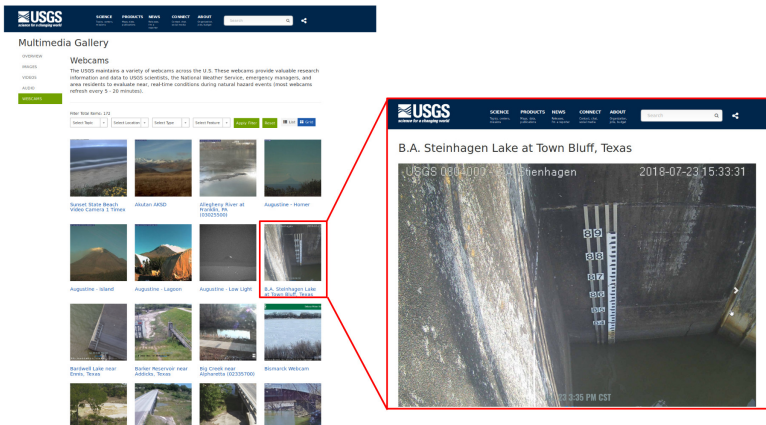 USGS
science for a changing world
SCIENCE PRODUCTS NEWS CONNECT ABOUT
Search
Multimedia Gallery
OVERVIEW
IMAGES
VIDEOS
AUDIO
WEBCAMS
Webcams
The USGS maintains a variety of webcams across the U.S. These webcams provide valuable research
information and data to USGS scientists, the National Weather Service, emergency managers, and
area residents to evaluate near, real-time conditions during natural hazard events (most webcams
refresh every 5 - 20 minutes).
Filter Total Items: 172
Select Topic Select Location Select Type Select Feature Apply Filter Reset List Grid
Sunset State Beach
Video Camera 1 Timex
Akutan AKSD
Allegheny River at
Franklin, PA
(03025500)
Augustine - Homer
Augustine - Island
Augustine - Lagoon
Augustine - Low Light
B.A. Steinhagen Lake
at Town Bluff, Texas
Bardwell Lake near
Ennis, Texas
Barker Reservoir near
Addicks, Texas
Big Creek near
Alpharetta (02335700)
Bismarck Webcam
USGS
science for a changing world
SCIENCE PRODUCTS NEWS CONNECT ABOUT
Search
B.A. Steinhagen Lake at Town Bluff, Texas
2018-07-23 15:33:31
89
88
87
86
85
84
3:35 PM CST